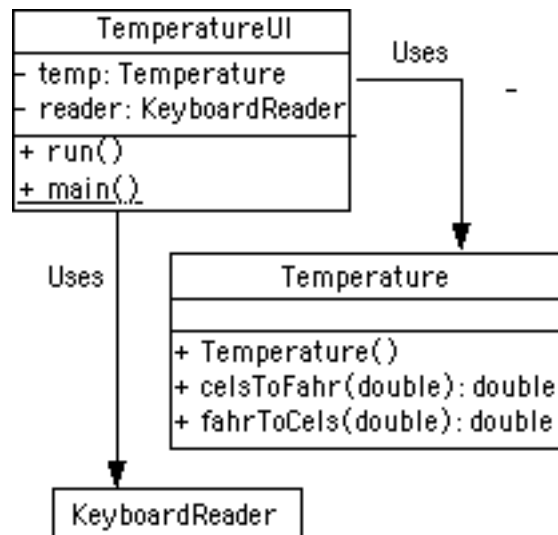 TemperatureUI
- temp: Temperature
- reader: KeyboardReader
+ run()
+ main()
Uses
-
Uses
Temperature
+ Temperature()
+ celsToFahr(double): double
+ fahrToCels(double): double
KeyboardReader